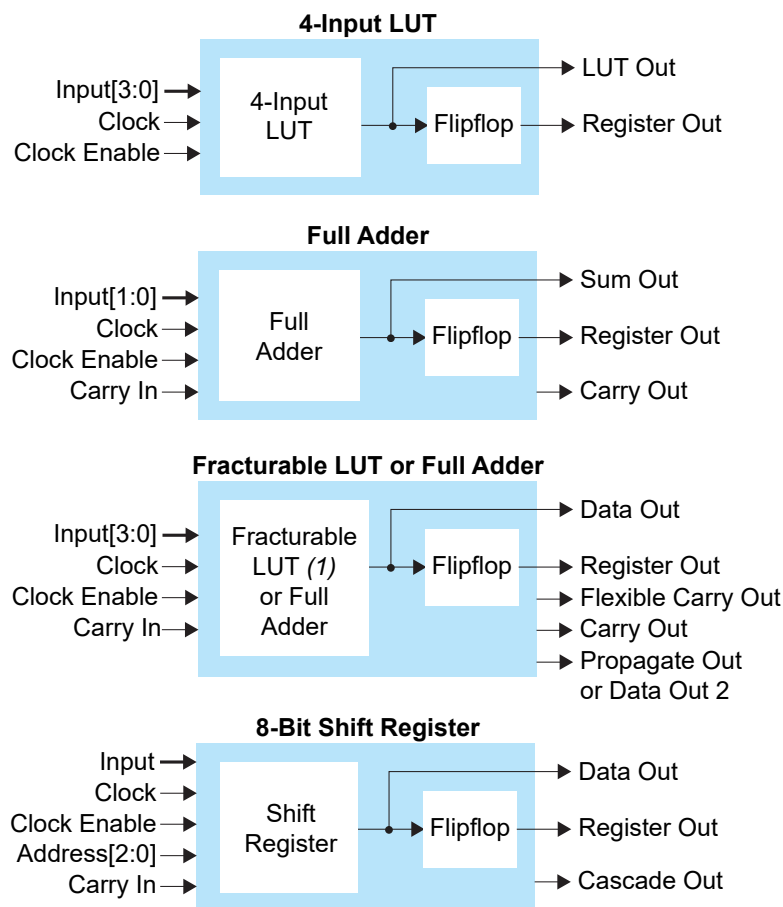 4-Input LUT
Input[3:0]
Clock
Clock Enable
4-Input
LUT
Flipflop
LUT Out
Register Out
Full Adder
Input[1:0]
Clock
Clock Enable
Carry In
Full
Adder
Flipflop
Sum Out
Register Out
Carry Out
Fracturable LUT or Full Adder
Input[3:0]
Clock
Clock Enable
Carry In
Fracturable
LUT (1)
or Full
Adder
Flipflop
Data Out
Register Out
Flexible Carry Out
Carry Out
Propagate Out
or Data Out 2
8-Bit Shift Register
Input
Clock
Clock Enable
Address[2:0]
Carry In
Shift
Register
Flipflop
Data Out
Register Out
Cascade Out